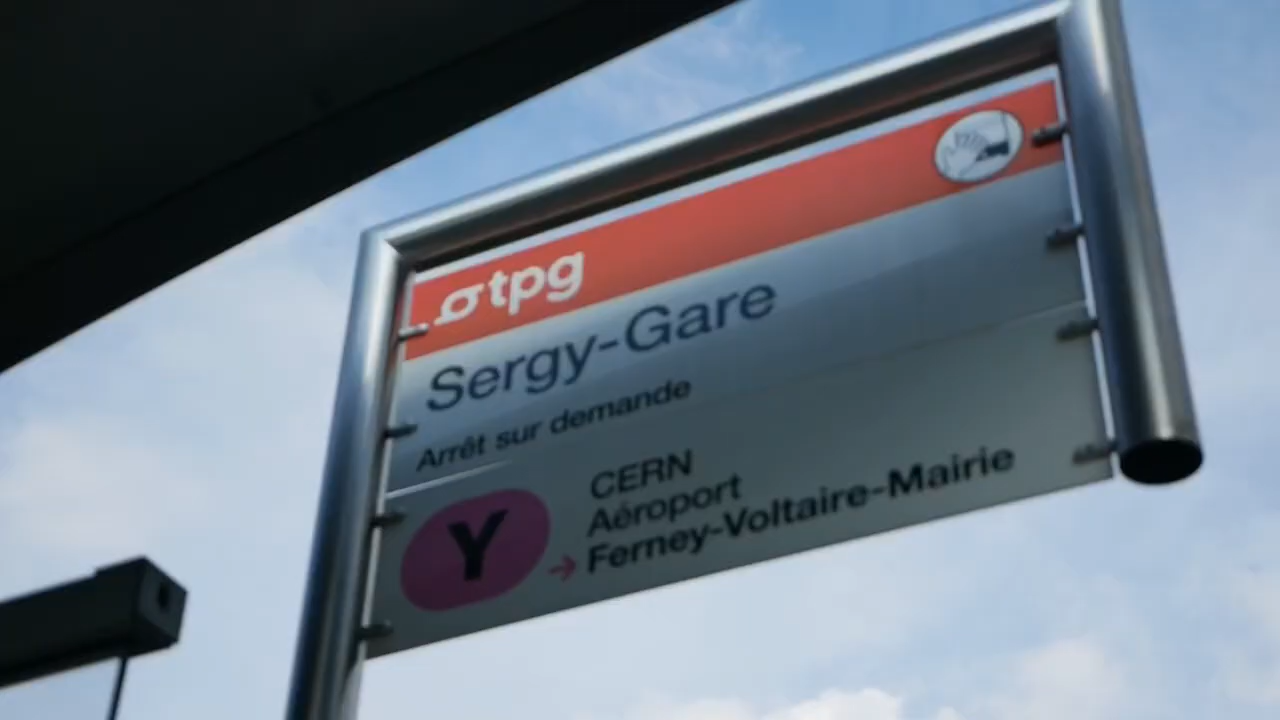 tpg
Sergy-Gare
Arrêt sur demande
Y
CERN
Aéroport
→ Ferney-Voltaire-Mairie